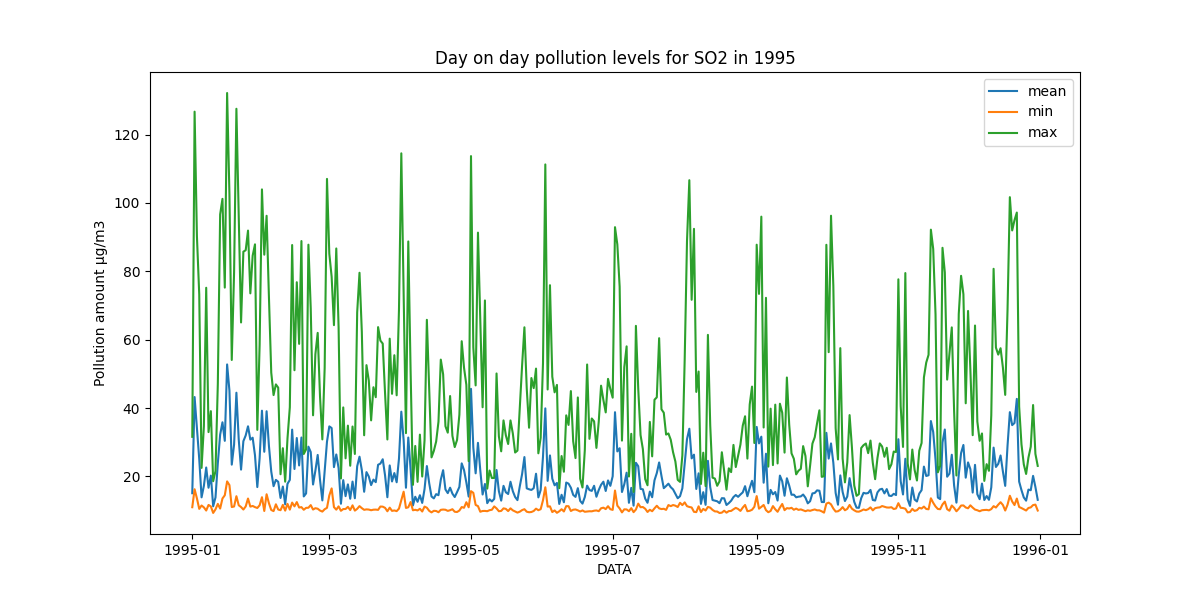 Day on day pollution levels for SO2 in 1995
mean
min
max
120
100
80
60
40
20
Pollution amount µg/m3
1995-01
1995-03
1995-05
1995-07
1995-09
1995-11
1996-01
DATA